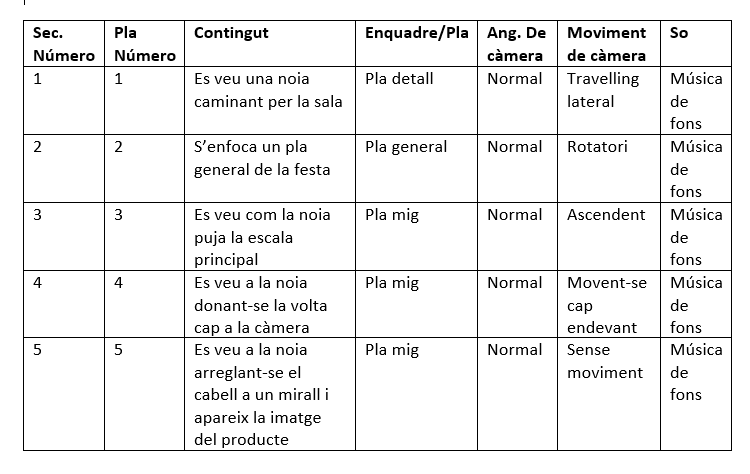 Sec. Pla Contingut Enquadre/Pla Ang. De Moviment So
Número Número càmera de càmera
1 1 Es veu una noia Pla detall Normal Travelling Música
caminant per la sala lateral de
fons
2 2 S’enfoca un pla Pla general Normal Rotatori Música
general de la festa de
fons
3 3 Es veu com la noia Pla mig Normal Ascendent Música
puja la escala de
principal fons
4 4 Es veu a la noia Pla mig Normal Movent-se Música
donant-se la volta cap de
cap a la càmera endevant fons
5 5 Es veu a la noia Pla mig Normal Sense Música
arreglant-se el moviment de
cabell a un mirall i fons
apareix la imatge
del producte